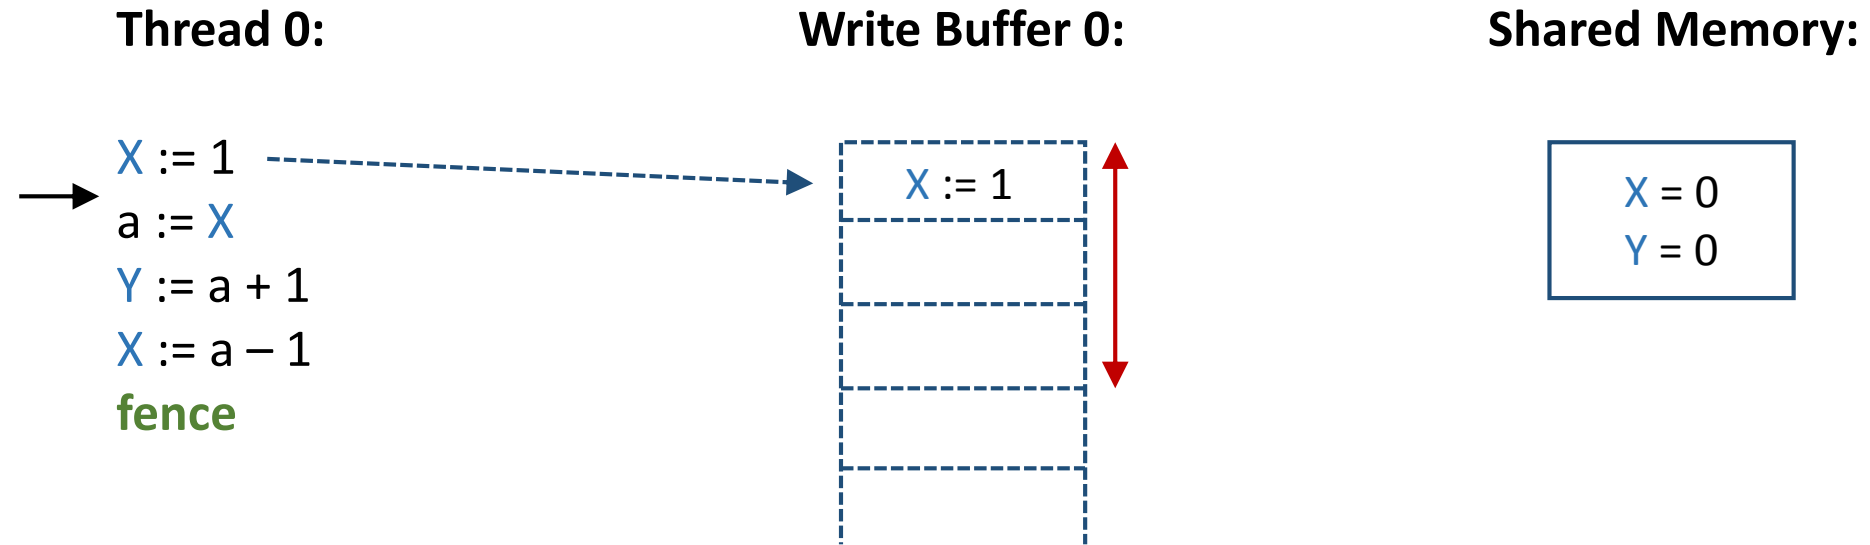 Thread 0:
Write Buffer 0:
Shared Memory:
X := 1
a := X
Y := a + 1
X := a – 1
fence
X := 1
X = 0
Y = 0